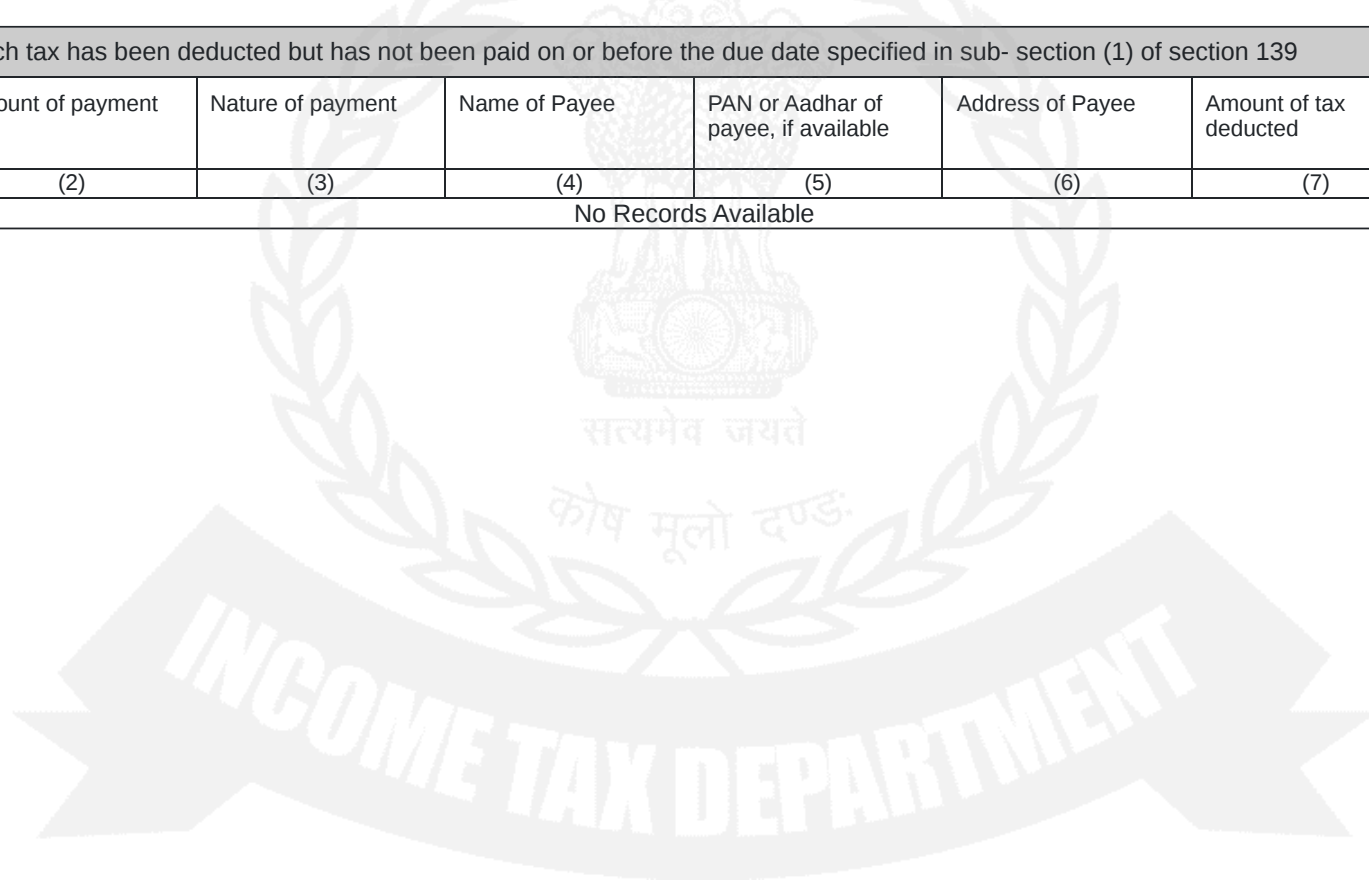 ch tax has been deducted but has not been paid on or before the due date specified in sub- section (1) of section 139
ount of payment
Nature of payment
Name of Payee
PAN or Aadhar of
payee, if available
Address of Payee
Amount of tax
deducted
(2) (3) (4) (5) (6) (7)
No Records Available
सत्यमेव जयते
कोष मूलो दण्डः
INCOME TAX DEPARTMENT